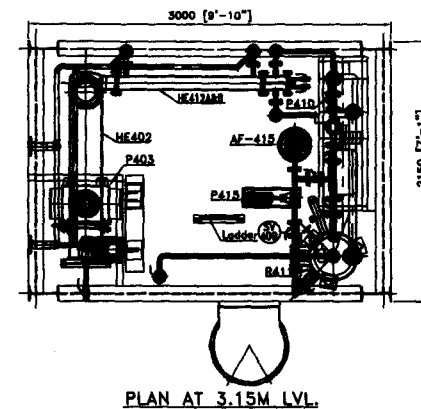 3000 [9'-10"]
HE412A&B
P410
HE402
AF-415
P403
P415
Ladder
PLAN AT 3.15M LVL.